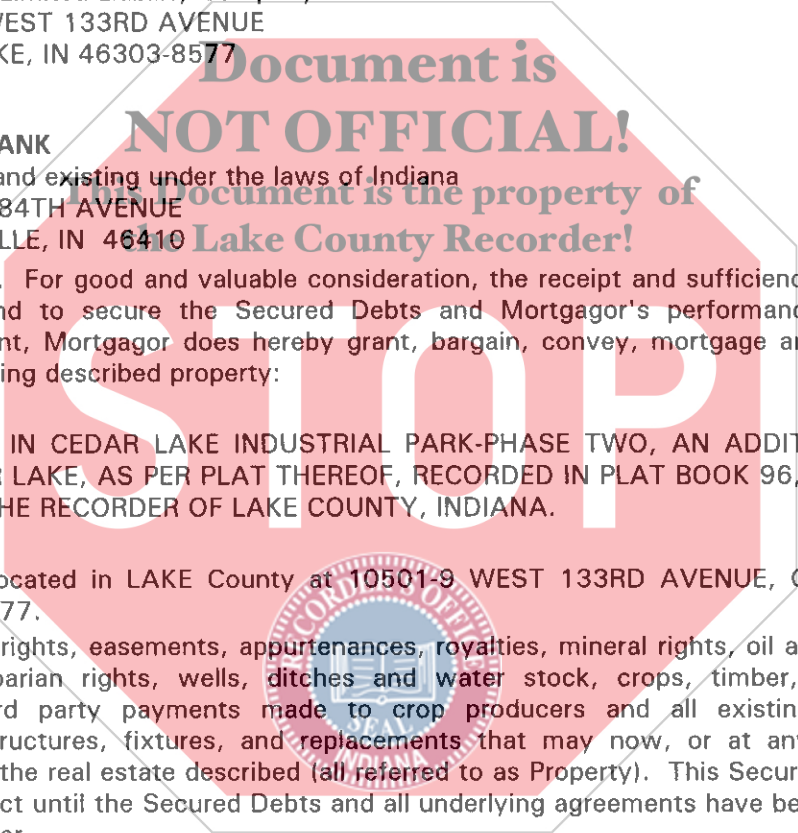 WEST 133RD AVENUE
KE, IN 46303-8577
Document is
NOT OFFICIAL!
ANK
and existing under the laws of Indiana
This Document is the property of
84TH AVENUE
LLE, IN 46410
the Lake County Recorder!
. For good and valuable consideration, the receipt and sufficienc
nd to secure the Secured Debts and Mortgagor's performanc
nt, Mortgagor does hereby grant, bargain, convey, mortgage a
ing described property:
STOP
IN CEDAR LAKE INDUSTRIAL PARK-PHASE TWO, AN ADDIT
R LAKE, AS PER PLAT THEREOF, RECORDED IN PLAT BOOK 96,
HE RECORDER OF LAKE COUNTY, INDIANA.
ocated in LAKE County at 10501-9 WEST 133RD AVENUE, C
77.
RECORDER'S OFFICE
rights, easements, appurtenances, royalties, mineral rights, oil a
parian rights, wells, ditches and water stock, crops, timber,
rd party payments made to crop producers and all existin
SEAL
ructures, fixtures, and replacements that may now, or at an
INDIANA
the real estate described (all referred to as Property). This Secur
ct until the Secured Debts and all underlying agreements have be